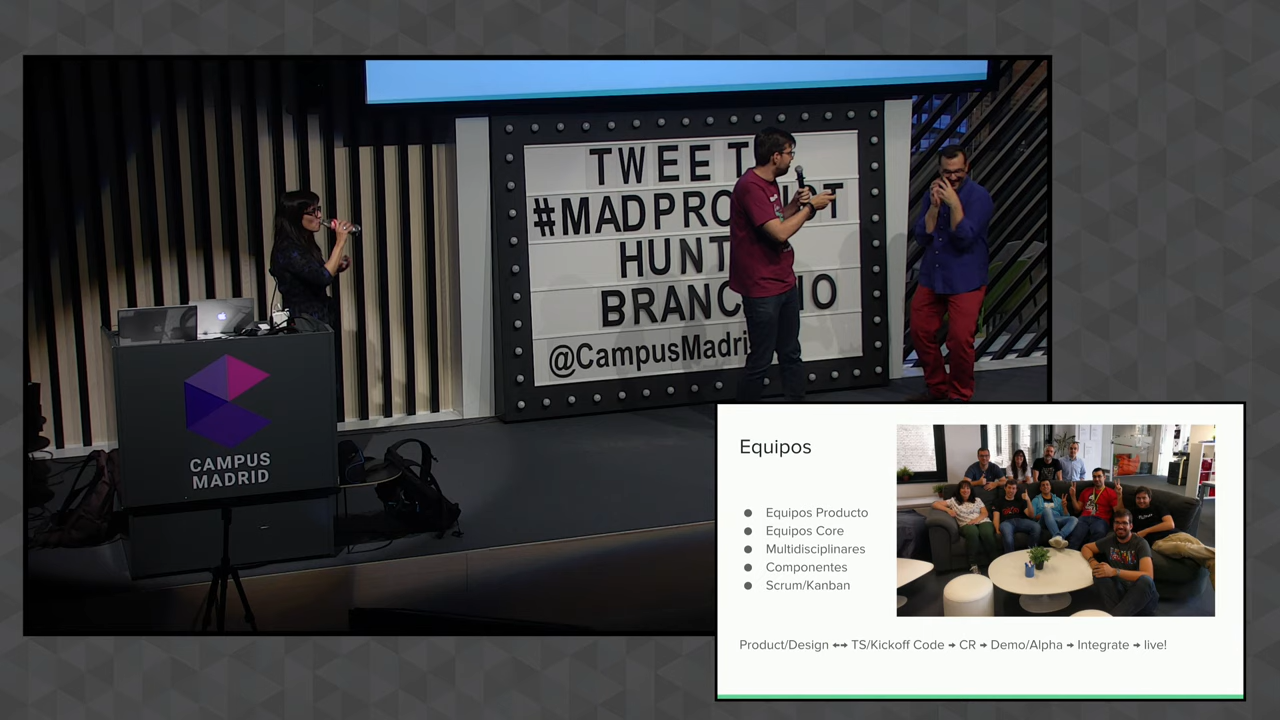 TWEET
#MADPRO T
HUNT
BRANC IO
@CampusMadri
CAMPUS
MADRID
Equipos
● Equipos Producto
● Equipos Core
● Multidisciplinares
● Componentes
● Scrum/Kanban
Product/Design ↔ TS/Kickoff Code → CR → Demo/Alpha → Integrate → live!